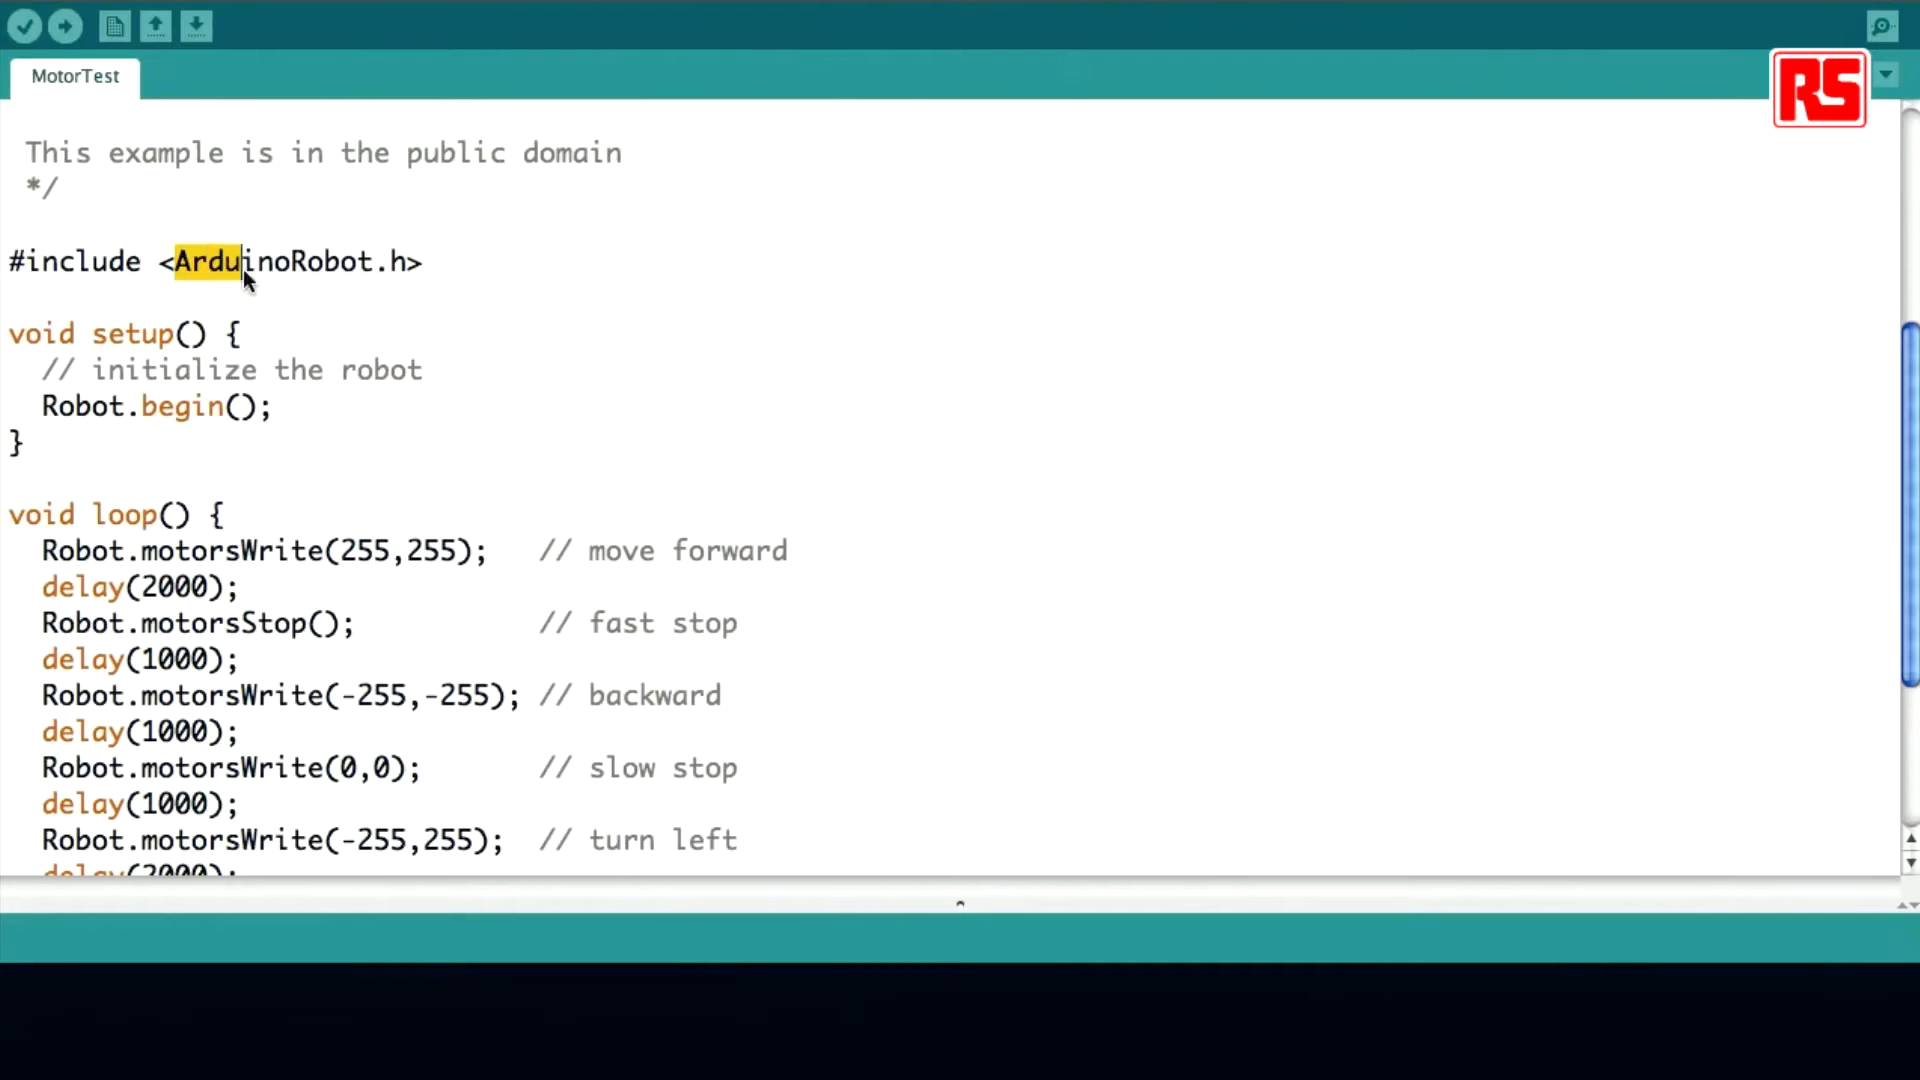 MotorTest
RS
This example is in the public domain
*/
#include <ArduinoRobot.h>
void setup() {
// initialize the robot
Robot.begin();
}
void loop() {
Robot.motorsWrite(255,255); // move forward
delay(2000);
Robot.motorsStop(); // fast stop
delay(1000);
Robot.motorsWrite(-255,-255); // backward
delay(1000);
Robot.motorsWrite(0,0); // slow stop
delay(1000);
Robot.motorsWrite(-255,255); // turn left
delay(2000);